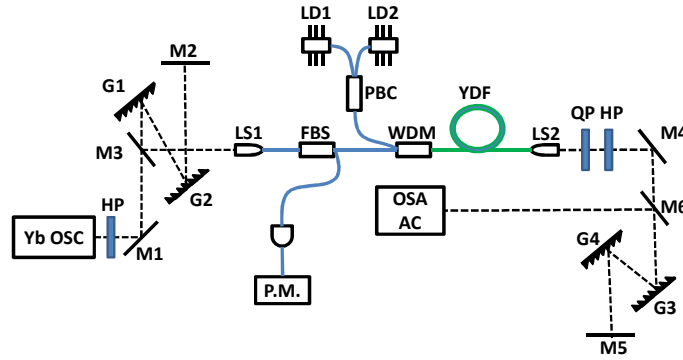 LD1 LD2
M2
G1
PBC
YDF
QP HP
M4
LS1 FBS WDM LS2
M3
HP
G2
OSA
AC
M6
Yb OSC
M1
G4
P.M.
G3
M5